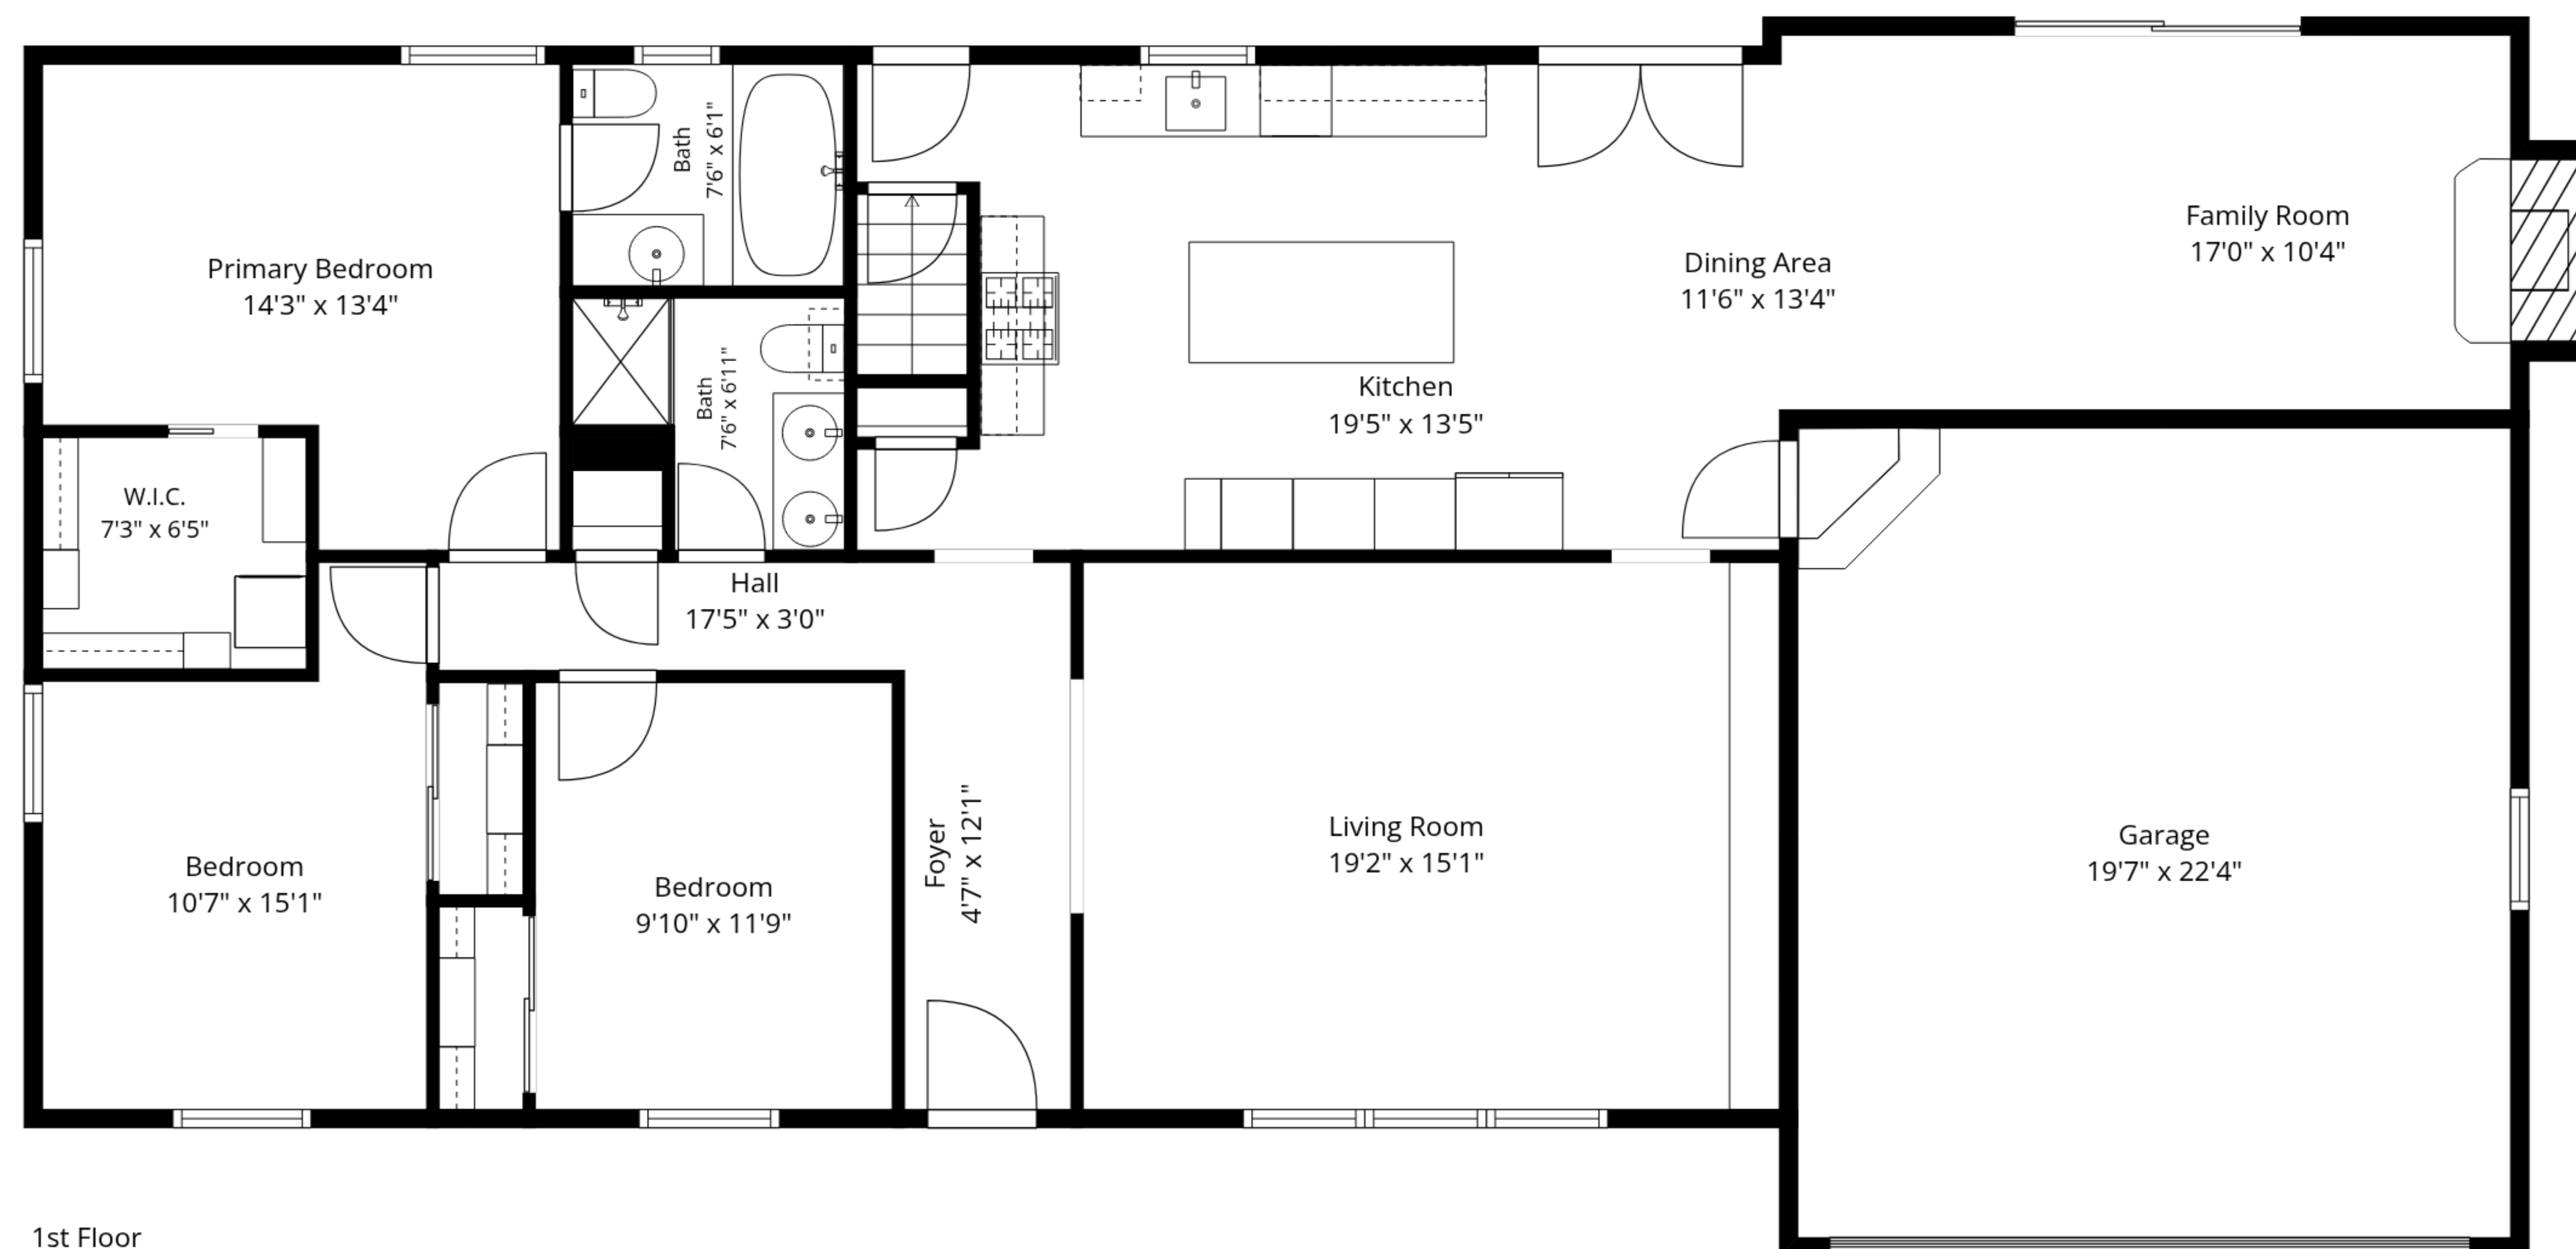 Primary Bedroom
14'3" x 13'4"
Bath
7'6" x 6'1"
Bath
7'6" x 6'11"
Kitchen
19'5" x 13'5"
Dining Area
11'6" x 13'4"
Family Room
17'0" x 10'4"
W.I.C.
7'3" x 6'5"
Hall
17'5" x 3'0"
Bedroom
10'7" x 15'1"
Bedroom
9'10" x 11'9"
Foyer
4'7" x 12'1"
Living Room
19'2" x 15'1"
Garage
19'7" x 22'4"
1st Floor